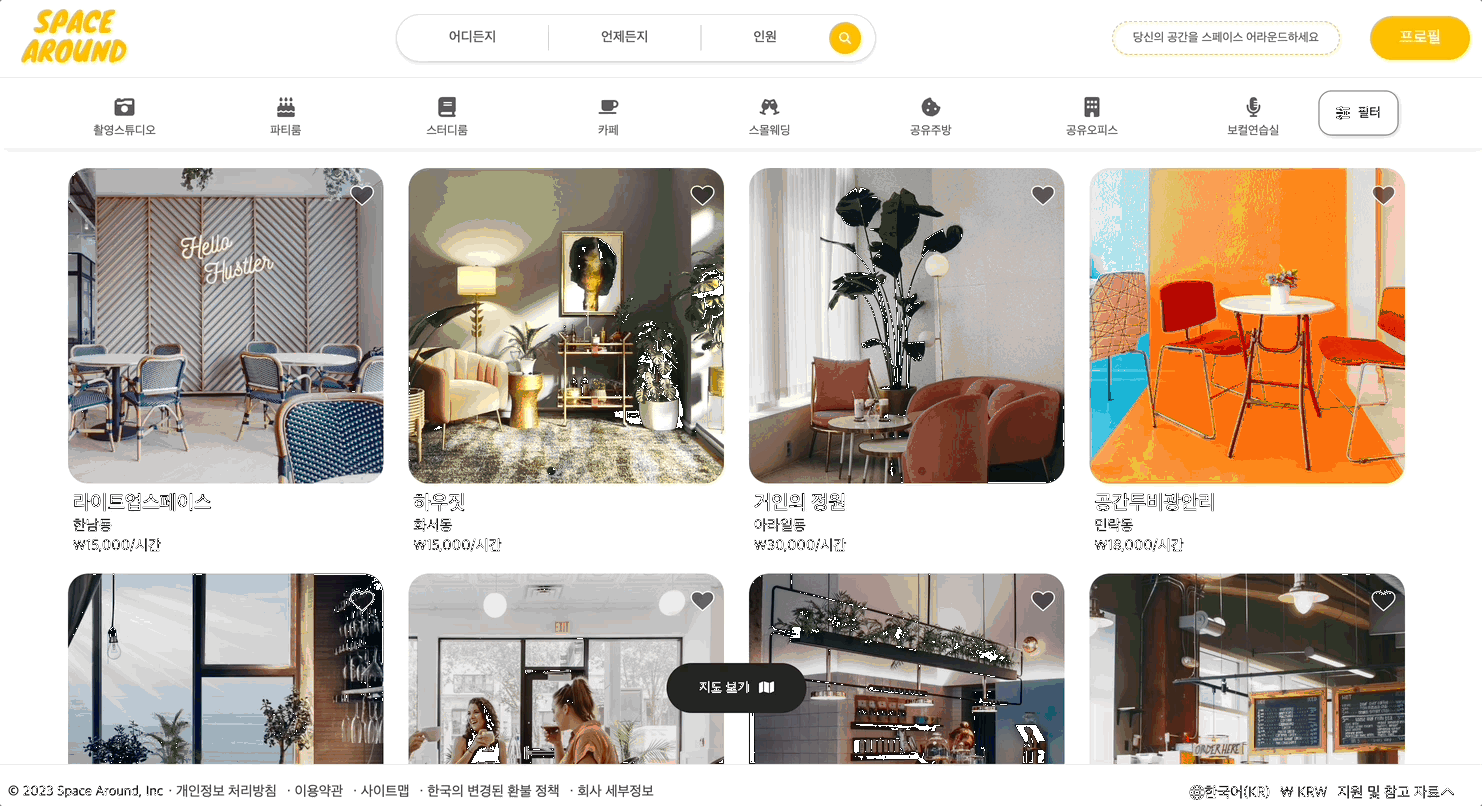 SPACE
AROUND
어디든지
언제든지
인원
당신의 공간을 스페이스 어라운드하세요
프로필
촬영스튜디오
파티룸
스터디룸
카페
스몰웨딩
공유주방
공유오피스
보컬연습실
필터
Hello
Hustler
라이트업스페이스
한남동
₩15,000/시간
하우짓
화서동
₩15,000/시간
거인의 정원
아라일동
₩30,000/시간
공간투비광안리
민락동
₩18,000/시간
EXIT
ORDER HERE
지도 보기
© 2023 Space Around, Inc · 개인정보 처리방침 · 이용약관 · 사이트맵 · 한국의 변경된 환불 정책 · 회사 세부정보
한국어(KR) ₩ KRW 지원 및 참고 자료